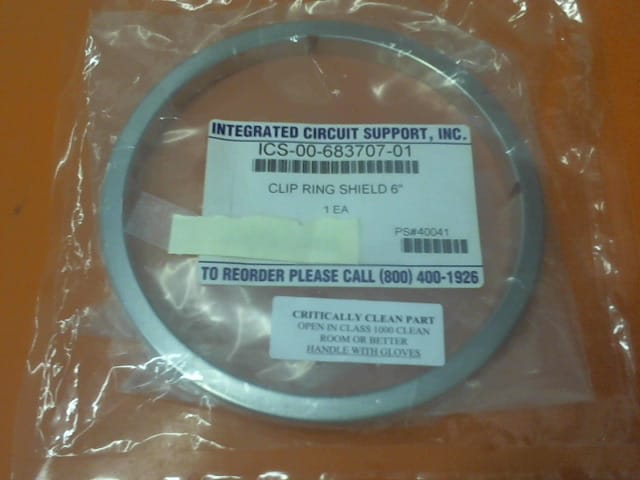 INTEGRATED CIRCUIT SUPPORT, INC.
ICS-00-683707-01
CLIP RING SHIELD 6"
1 EA
PS#40041
TO REORDER PLEASE CALL (800) 400-1926
CRITICALLY CLEAN PART
OPEN IN CLASS 1000 CLEAN
ROOM OR BETTER
HANDLE WITH GLOVES